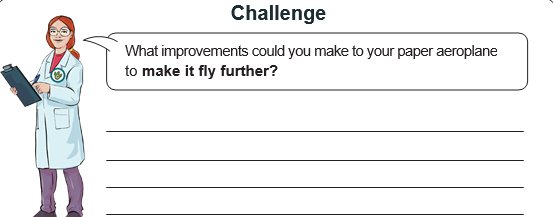 Challenge
What improvements could you make to your paper aeroplane
to make it fly further?